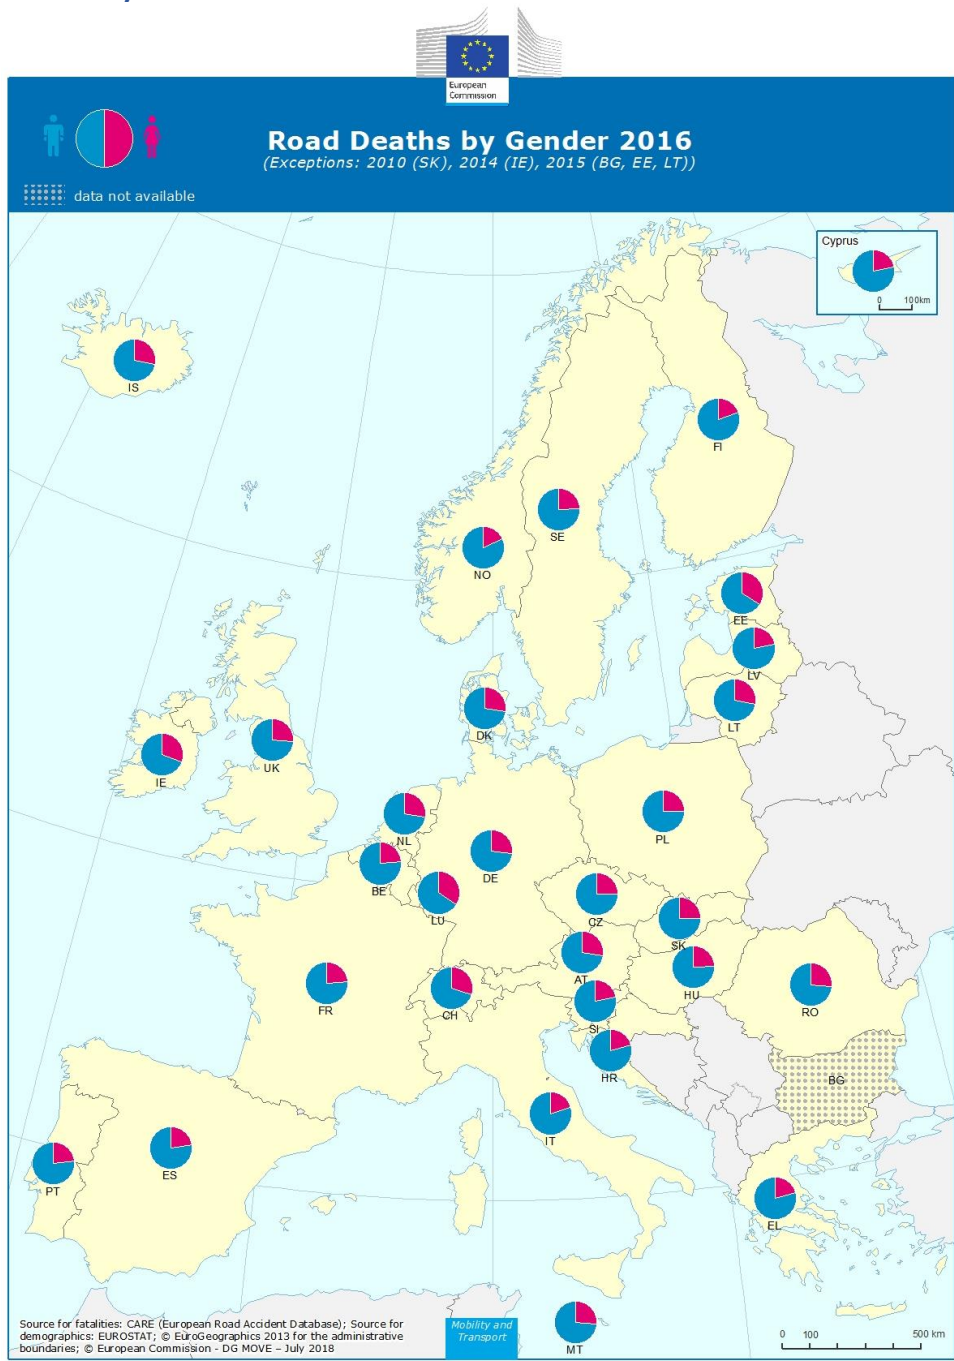 European
Commission
Road Deaths by Gender 2016
(Exceptions: 2010 (SK), 2014 (IE), 2015 (BG, EE, LT))
data not available
Cyprus
0 100km
IS
FI
SE
NO
EE
LV
LT
DK
IE
UK
NL
PL
BE
DE
LU
CZ
SK
AT
HU
FR
CH
RO
SI
HR
BG
IT
ES
PT
EL
Source for fatalities: CARE (European Road Accident Database); Source for
demographics: EUROSTAT; © EuroGeographics 2013 for the administrative
boundaries; © European Commission - DG MOVE – July 2018
Mobility and
Transport
MT
0 100 500 km